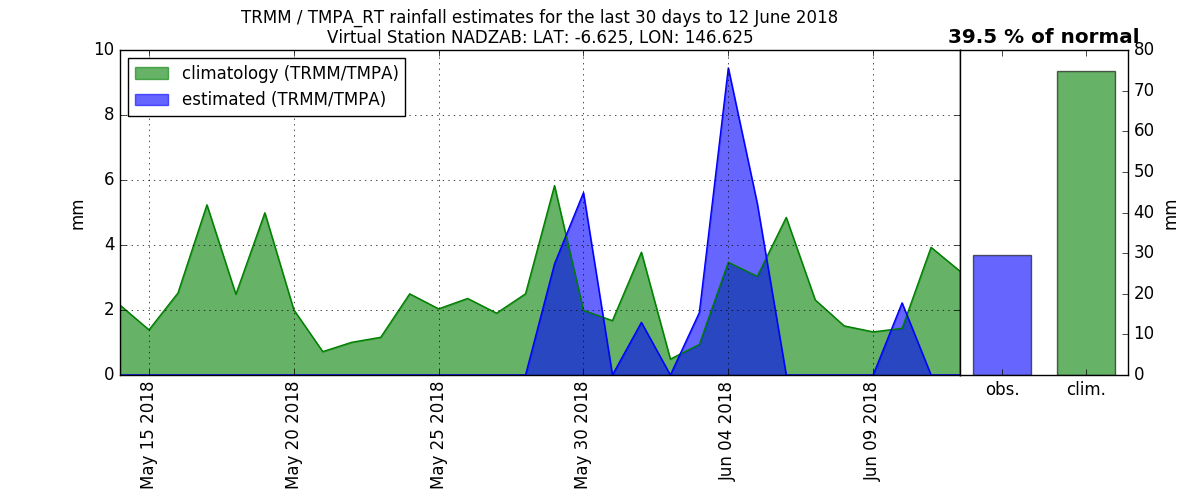 TRMM / TMPA_RT rainfall estimates for the last 30 days to 12 June 2018
Virtual Station NADZAB: LAT: -6.625, LON: 146.625
39.5 % of normal
climatology (TRMM/TMPA)
estimated (TRMM/TMPA)
10
8
6
4
2
0
mm
80
70
60
50
40
30
20
10
0
mm
May 15 2018
May 20 2018
May 25 2018
May 30 2018
Jun 04 2018
Jun 09 2018
obs.
clim.